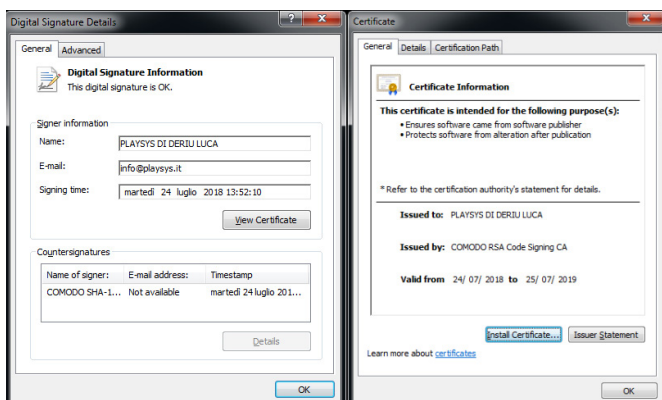 Digital Signature Details
General
Advanced
Digital Signature Information
This digital signature is OK.
Signer information
Name:
PLAYSYS DI DERIU LUCA
E-mail:
info@playsys.it
Signing time:
martedì 24 luglio 2018 13:52:10
View Certificate
Countersignatures
Name of signer:
E-mail address:
Timestamp
COMODO SHA-1...
Not available
martedì 24 luglio 201...
Details
OK
Certificate
General
Details
Certification Path
Certificate Information
This certificate is intended for the following purpose(s):
• Ensures software came from software publisher
• Protects software from alteration after publication
* Refer to the certification authority's statement for details.
Issued to: PLAYSYS DI DERIU LUCA
Issued by: COMODO RSA Code Signing CA
Valid from 24/ 07/ 2018 to 25/ 07/ 2019
Install Certificate...
Issuer Statement
Learn more about certificates
OK